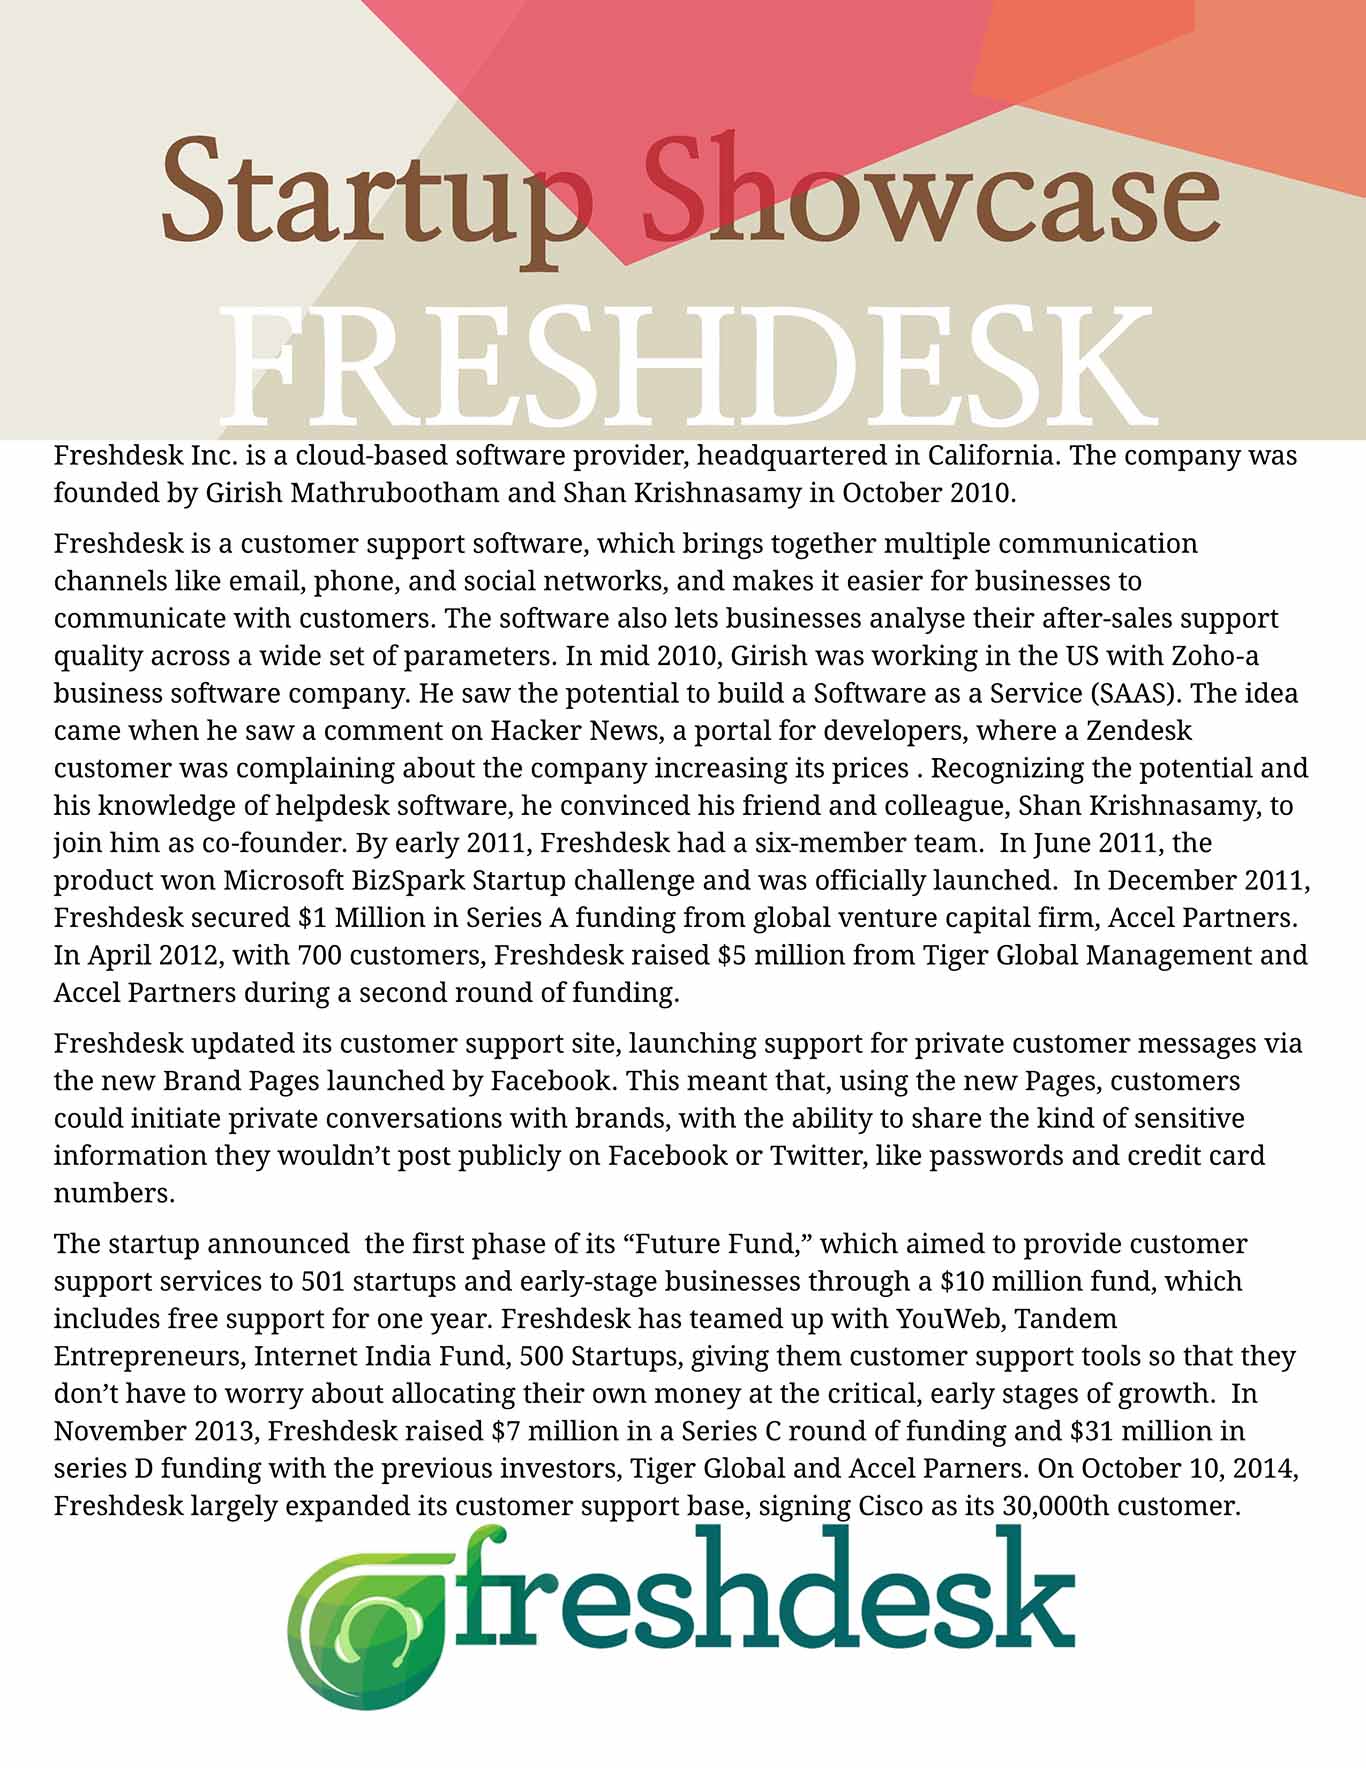 Startup Showcase
FRESHDESK
Freshdesk Inc. is a cloud-based software provider, headquartered in California. The company was
founded by Girish Mathrubootham and Shan Krishnasamy in October 2010.
Freshdesk is a customer support software, which brings together multiple communication
channels like email, phone, and social networks, and makes it easier for businesses to
communicate with customers. The software also lets businesses analyse their after-sales support
quality across a wide set of parameters. In mid 2010, Girish was working in the US with Zoho-a
business software company. He saw the potential to build a Software as a Service (SAAS). The idea
came when he saw a comment on Hacker News, a portal for developers, where a Zendesk
customer was complaining about the company increasing its prices . Recognizing the potential and
his knowledge of helpdesk software, he convinced his friend and colleague, Shan Krishnasamy, to
join him as co-founder. By early 2011, Freshdesk had a six-member team.  In June 2011, the
product won Microsoft BizSpark Startup challenge and was officially launched.  In December 2011,
Freshdesk secured $1 Million in Series A funding from global venture capital firm, Accel Partners.
In April 2012, with 700 customers, Freshdesk raised $5 million from Tiger Global Management and
Accel Partners during a second round of funding.
Freshdesk updated its customer support site, launching support for private customer messages via
the new Brand Pages launched by Facebook. This meant that, using the new Pages, customers
could initiate private conversations with brands, with the ability to share the kind of sensitive
information they wouldn’t post publicly on Facebook or Twitter, like passwords and credit card
numbers.
The startup announced  the first phase of its “Future Fund,” which aimed to provide customer
support services to 501 startups and early-stage businesses through a $10 million fund, which
includes free support for one year. Freshdesk has teamed up with YouWeb, Tandem
Entrepreneurs, Internet India Fund, 500 Startups, giving them customer support tools so that they
don’t have to worry about allocating their own money at the critical, early stages of growth.  In
November 2013, Freshdesk raised $7 million in a Series C round of funding and $31 million in
series D funding with the previous investors, Tiger Global and Accel Parners. On October 10, 2014,
Freshdesk largely expanded its customer support base, signing Cisco as its 30,000th customer.
freshdesk